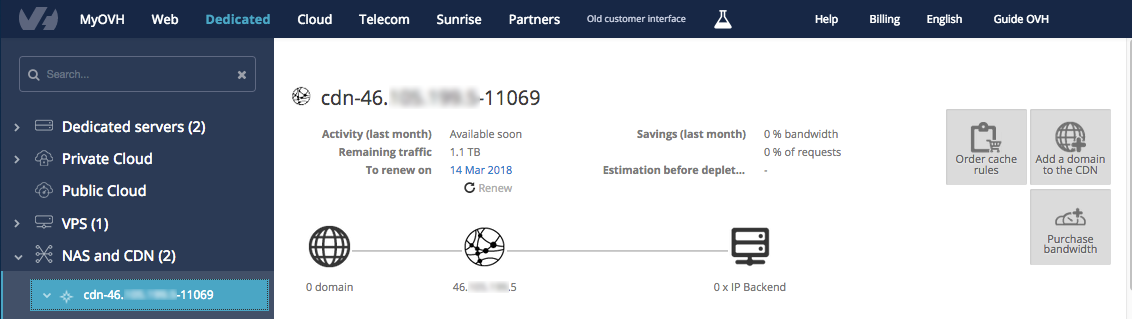 MyOVH Web Dedicated Cloud Telecom Sunrise Partners Old customer interface Help Billing English Guide OVH
Search...
Dedicated servers (2)
Private Cloud
Public Cloud
VPS (1)
NAS and CDN (2)
cdn-46. -11069
cdn-46. -11069
Activity (last month) Available soon
Remaining traffic 1.1 TB
To renew on 14 Mar 2018
Renew
Savings (last month) 0 % bandwidth
0 % of requests
Estimation before deplet... -
0 domain
46. .5
0 x IP Backend
Order cache
rules
Add a domain
to the CDN
Purchase
bandwidth